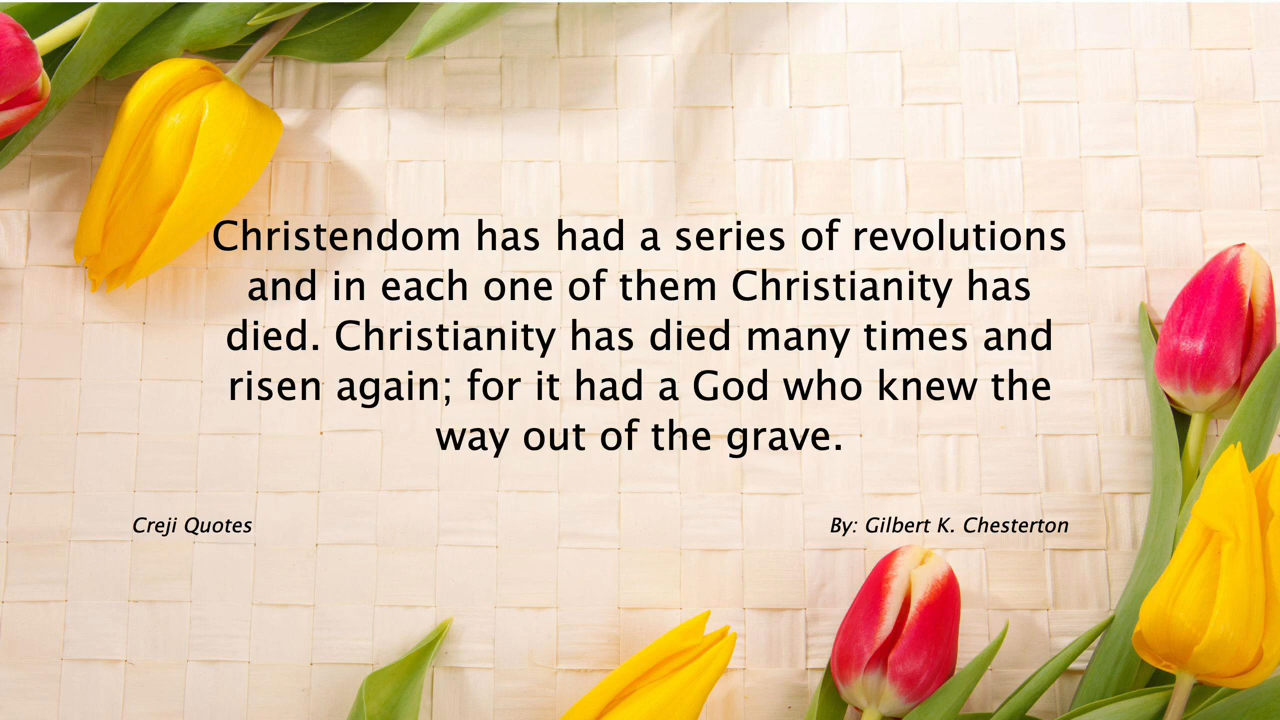 Christendom has had a series of revolutions
and in each one of them Christianity has
died. Christianity has died many times and
risen again; for it had a God who knew the
way out of the grave.
Creji Quotes
By: Gilbert K. Chesterton